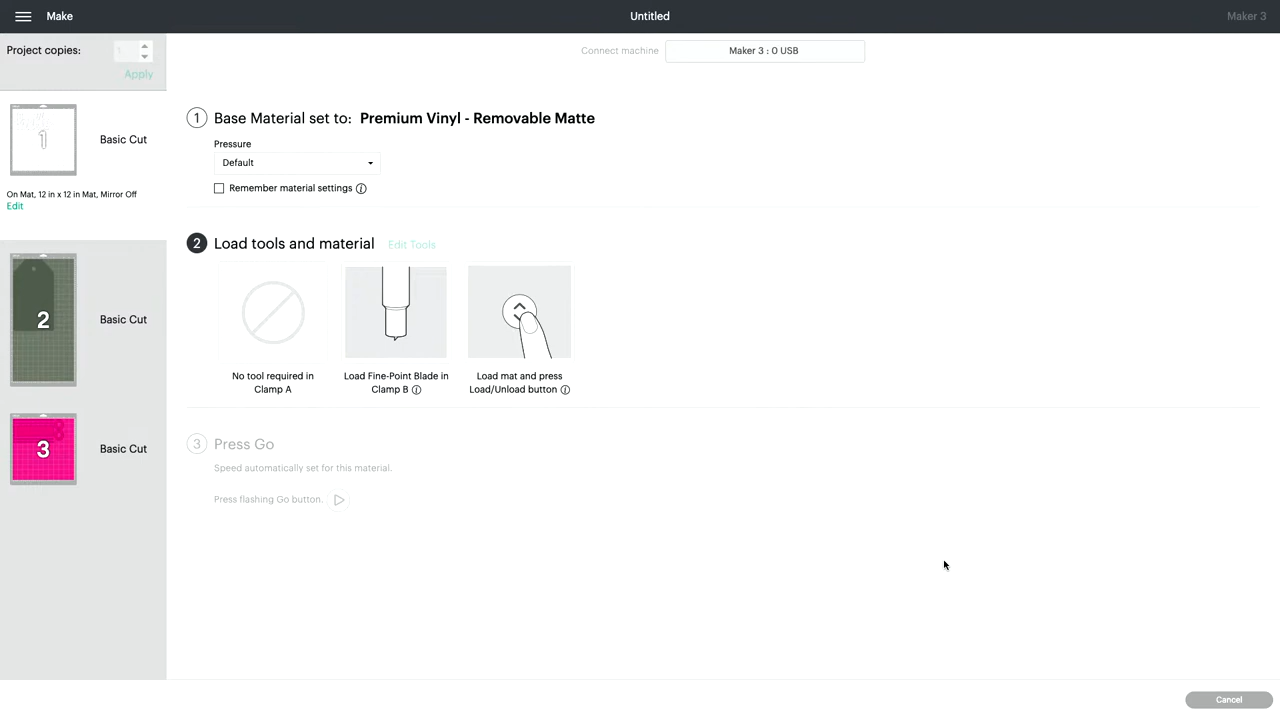 Make
Untitled
Maker 3
Project copies:
1
Apply
Connect machine
Maker 3 : 0 USB
1
Basic Cut
On Mat, 12 in x 12 in Mat, Mirror Off
Edit
2
Basic Cut
3
Basic Cut
1 Base Material set to: Premium Vinyl - Removable Matte
Pressure
Default
Remember material settings
2 Load tools and material Edit Tools
No tool required in
Clamp A
Load Fine-Point Blade in
Clamp B
Load mat and press
Load/Unload button
3 Press Go
Speed automatically set for this material.
Press flashing Go button.
Cancel